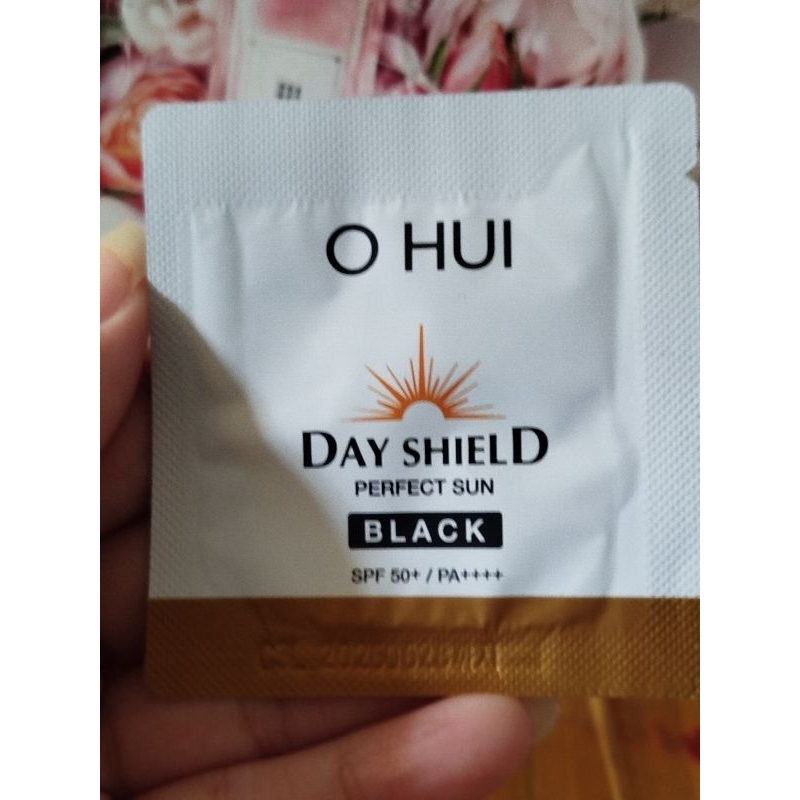 O HUI
DAY SHIELD
PERFECT SUN
BLACK
SPF 50+ / PA++++